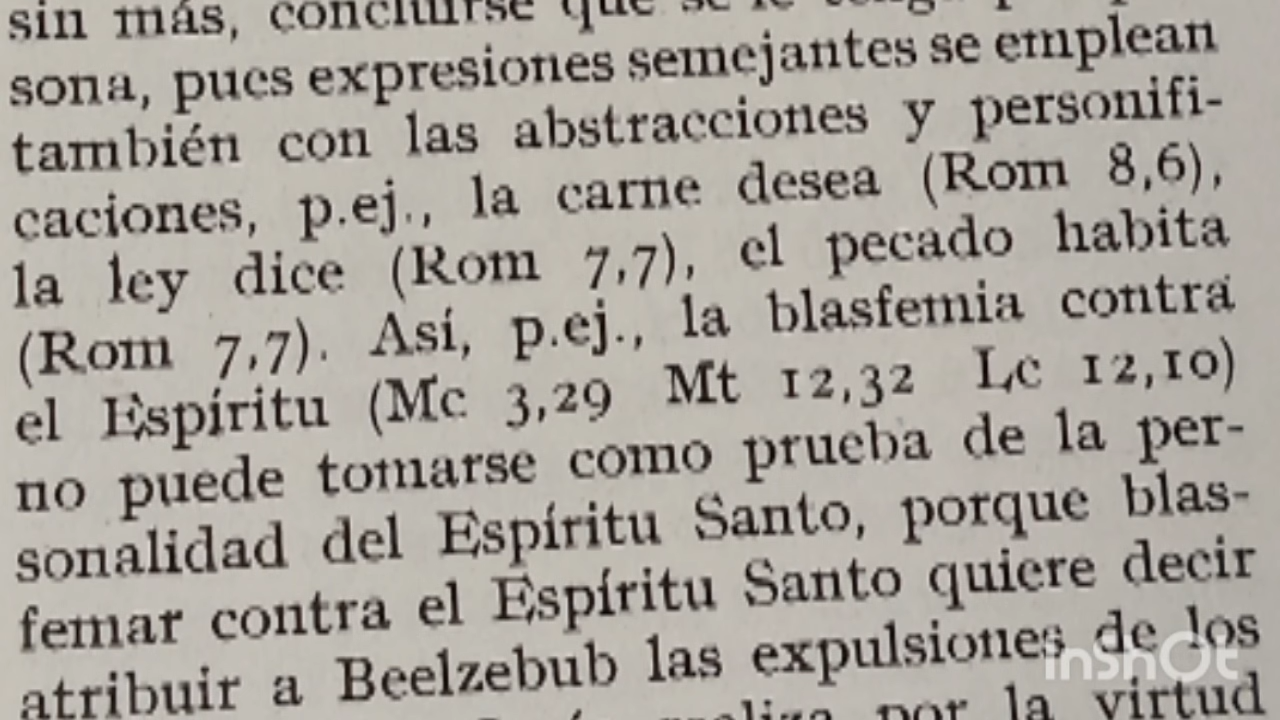 sin más, concluirse que se le
sona, pues expresiones semejantes se emplean
también con las abstracciones y personifi-
caciones, p.ej., la carne desea (Rom 8,6),
la ley dice (Rom 7,7), el pecado habita
(Rom 7,7). Así, p.ej., la blasfemia contra
el Espíritu (Mc 3,29 Mt 12,32 Lc 12,10)
no puede tomarse como prueba de la per-
sonalidad del Espíritu Santo, porque blas-
femar contra el Espíritu Santo quiere decir
atribuir a Beelzebub las expulsiones de los
por la virtud
InShOt